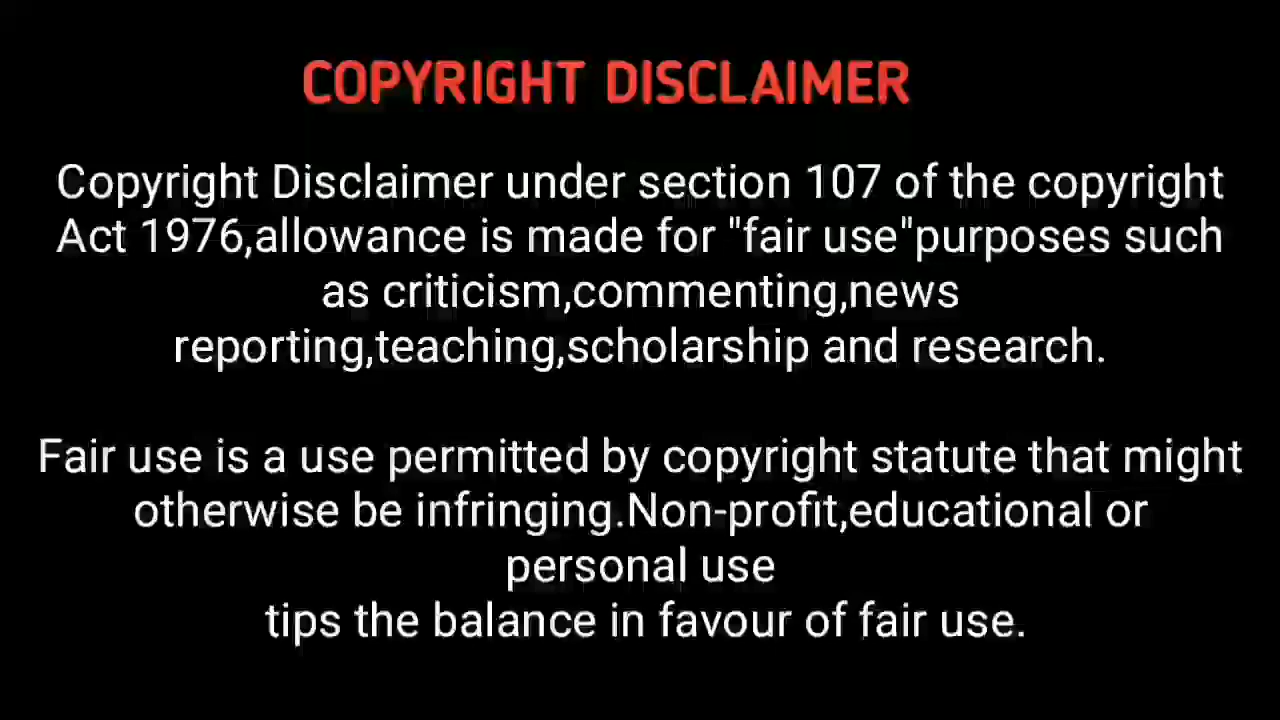 COPYRIGHT DISCLAIMER
Copyright Disclaimer under section 107 of the copyright
Act 1976,allowance is made for "fair use"purposes such
as criticism,commenting,news
reporting,teaching,scholarship and research.
Fair use is a use permitted by copyright statute that might
otherwise be infringing.Non-profit,educational or
personal use
tips the balance in favour of fair use.